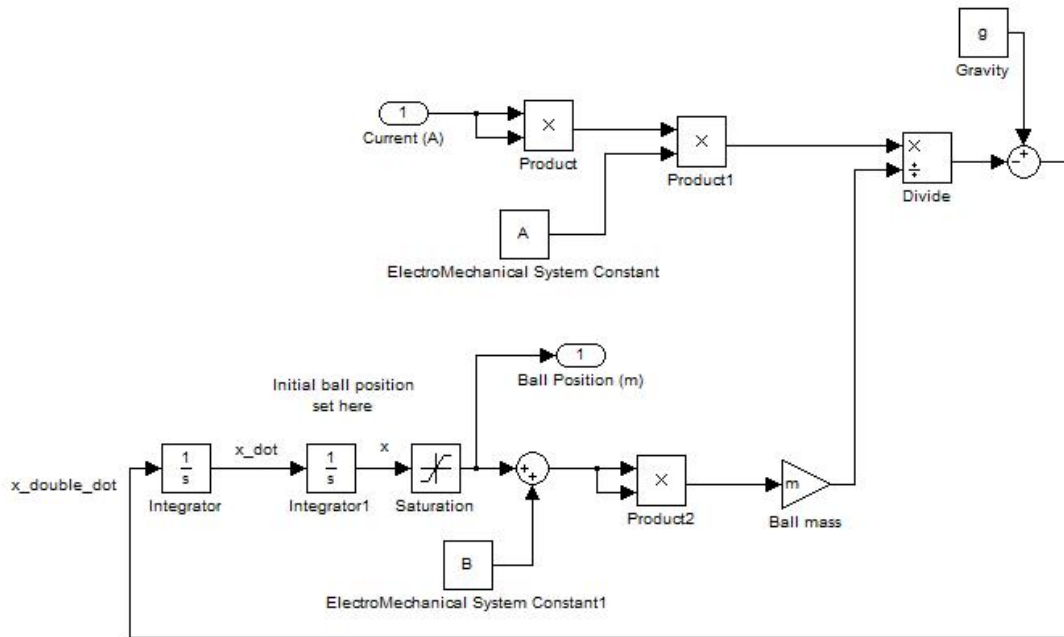 g
Gravity
1
Current (A)
×
Product
×
Product1
×
÷
Divide
-
+
A
ElectroMechanical System Constant
1
Ball Position (m)
Initial ball position
set here
x_double_dot
1
s
Integrator
x_dot
1
s
Integrator1
x
Saturation
+
+
×
Product2
m
Ball mass
B
ElectroMechanical System Constant1